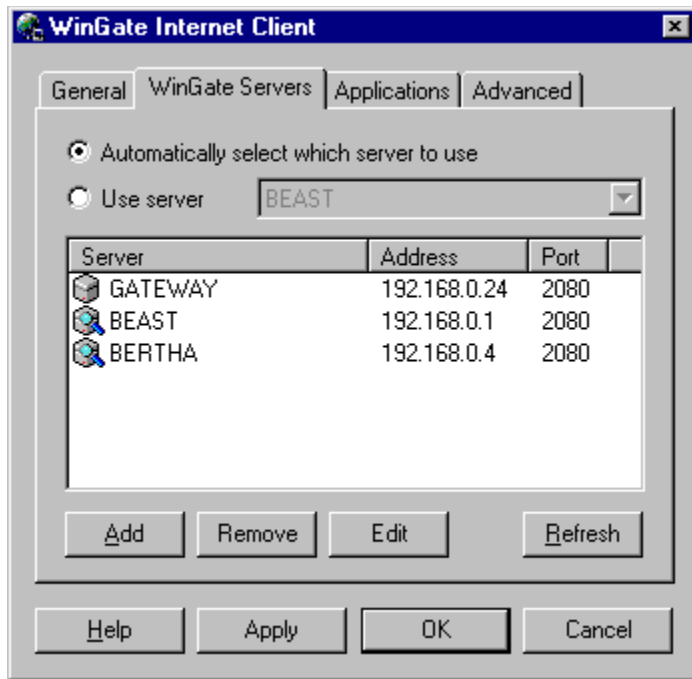 WinGate Internet Client
General WinGate Servers Applications Advanced
Automatically select which server to use
Use server BEAST
Server Address Port
GATEWAY 192.168.0.24 2080
BEAST 192.168.0.1 2080
BERTHA 192.168.0.4 2080
Add Remove Edit Refresh
Help Apply OK Cancel